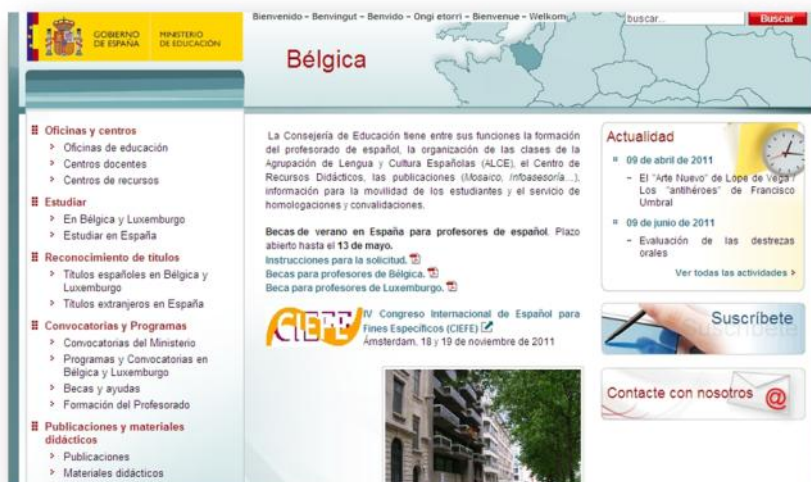 GOBIERNO
DE ESPAÑA
MINISTERIO
DE EDUCACIÓN
Bienvenido - Benvingut - Benvido - Ongi etorri - Bienvenue - Welkom
buscar...
Buscar
Bélgica
Oficinas y centros
> Oficinas de educación
> Centros docentes
> Centros de recursos
Estudiar
> En Bélgica y Luxemburgo
> Estudiar en España
Reconocimiento de títulos
> Títulos españoles en Bélgica y
Luxemburgo
> Títulos extranjeros en España
Convocatorias y Programas
> Convocatorias del Ministerio
> Programas y Convocatorias en
Bélgica y Luxemburgo
> Becas y ayudas
> Formación del Profesorado
Publicaciones y materiales
didácticos
> Publicaciones
> Materiales didácticos
La Consejería de Educación tiene entre sus funciones la formación
del profesorado de español, la organización de las clases de la
Agrupación de Lengua y Cultura Españolas (ALCE), el Centro de
Recursos Didácticos, las publicaciones (Mosaico, Infoasesoría...),
información para la movilidad de los estudiantes y el servicio de
homologaciones y convalidaciones.
Becas de verano en España para profesores de español. Plazo
abierto hasta el 13 de mayo.
Instrucciones para la solicitud.
Becas para profesores de Bélgica.
Beca para profesores de Luxemburgo.
CIEFE
IV Congreso Internacional de Español para
Fines Específicos (CIEFE)
Ámsterdam, 18 y 19 de noviembre de 2011
Actualidad
09 de abril de 2011
- El "Arte Nuevo" de Lope de Vega /
Los "antihéroes" de Francisco
Umbral
09 de junio de 2011
- Evaluación de las destrezas
orales
Ver todas las actividades >
Suscríbete
Suscríbete
Contacte con nosotros @